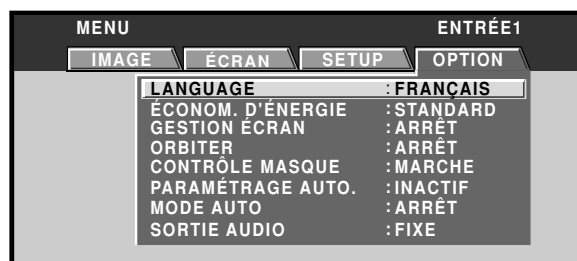 MENU ENTRÉE1
IMAGE ÉCRAN SETUP OPTION
LANGUAGE :FRANÇAIS
ÉCONOM. D'ÉNERGIE :STANDARD
GESTION ÉCRAN :ARRÊT
ORBITER :ARRÊT
CONTRÔLE MASQUE :MARCHE
PARAMÉTRAGE AUTO. :INACTIF
MODE AUTO :ARRÊT
SORTIE AUDIO :FIXE